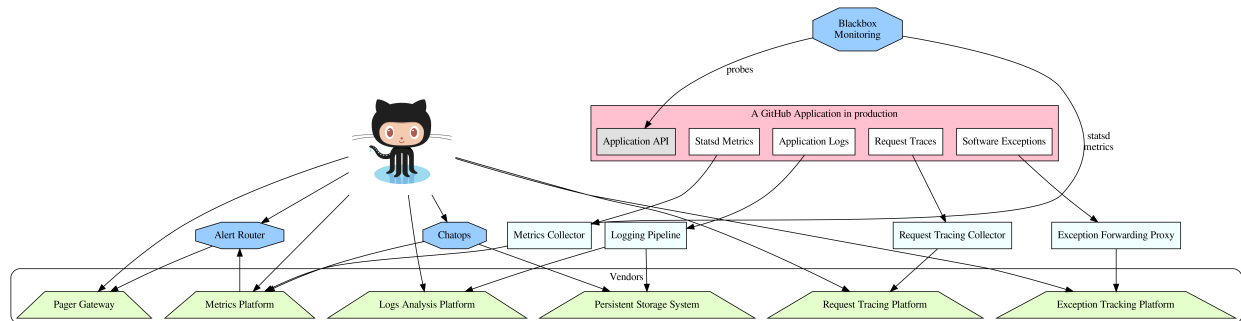 Blackbox
Monitoring
probes
A GitHub Application in production
Application API
Statsd Metrics
Application Logs
Request Traces
Software Exceptions
statsd
metrics
Alert Router
Chatops
Metrics Collector
Logging Pipeline
Request Tracing Collector
Exception Forwarding Proxy
Vendors
Pager Gateway
Metrics Platform
Logs Analysis Platform
Persistent Storage System
Request Tracing Platform
Exception Tracking Platform